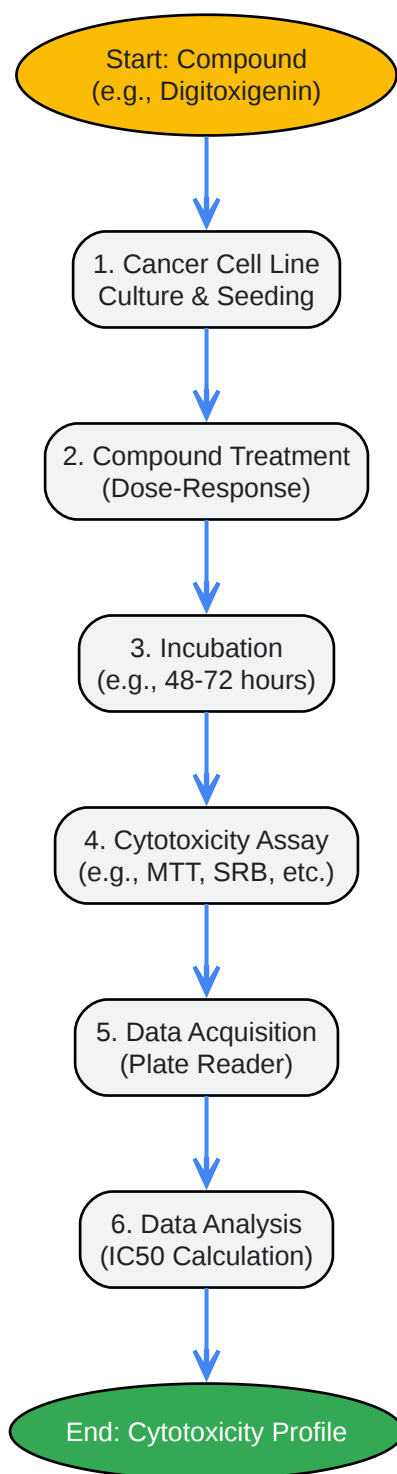 Start: Compound
(e.g., Digitoxigenin)
1. Cancer Cell Line
Culture & Seeding
2. Compound Treatment
(Dose-Response)
3. Incubation
(e.g., 48-72 hours)
4. Cytotoxicity Assay
(e.g., MTT, SRB, etc.)
5. Data Acquisition
(Plate Reader)
6. Data Analysis
(IC50 Calculation)
End: Cytotoxicity Profile